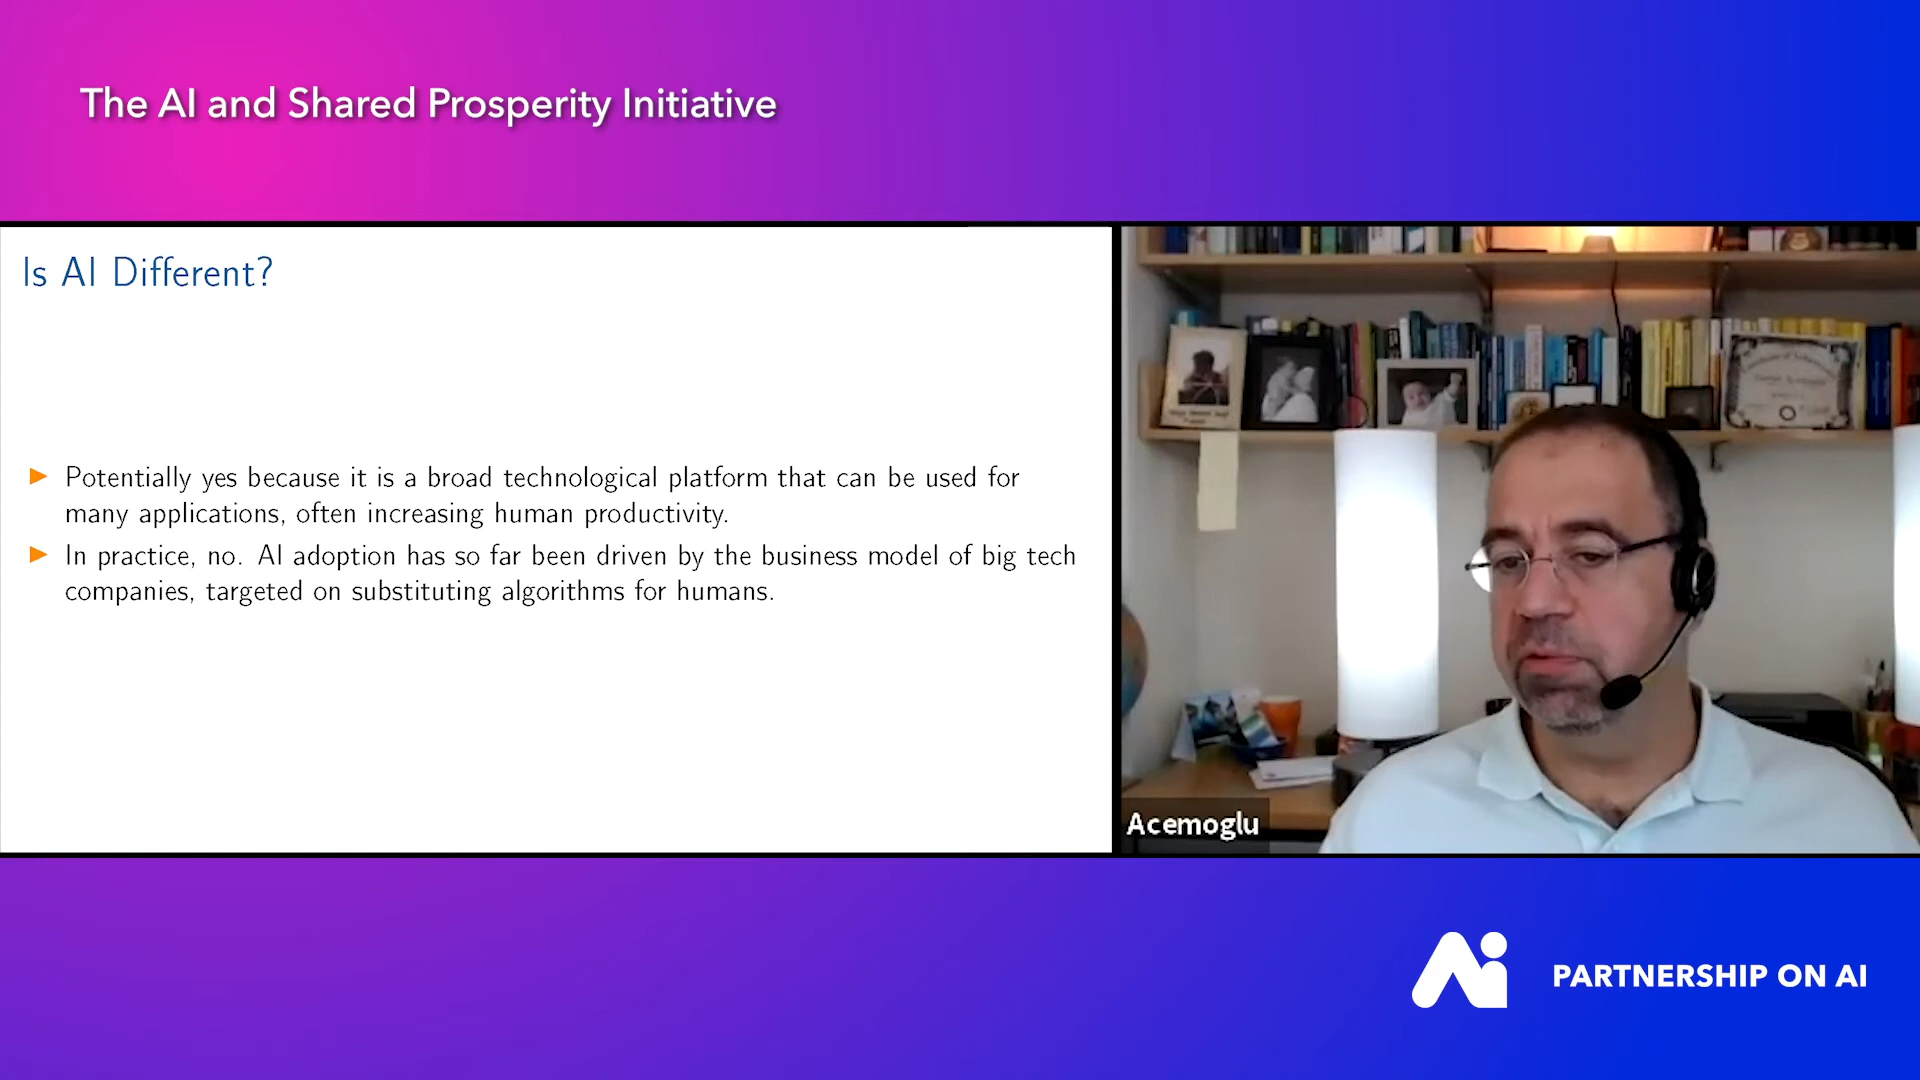 The AI and Shared Prosperity Initiative
Is AI Different?
Potentially yes because it is a broad technological platform that can be used for
many applications, often increasing human productivity.
In practice, no. AI adoption has so far been driven by the business model of big tech
companies, targeted on substituting algorithms for humans.
Acemoglu
PARTNERSHIP ON AI